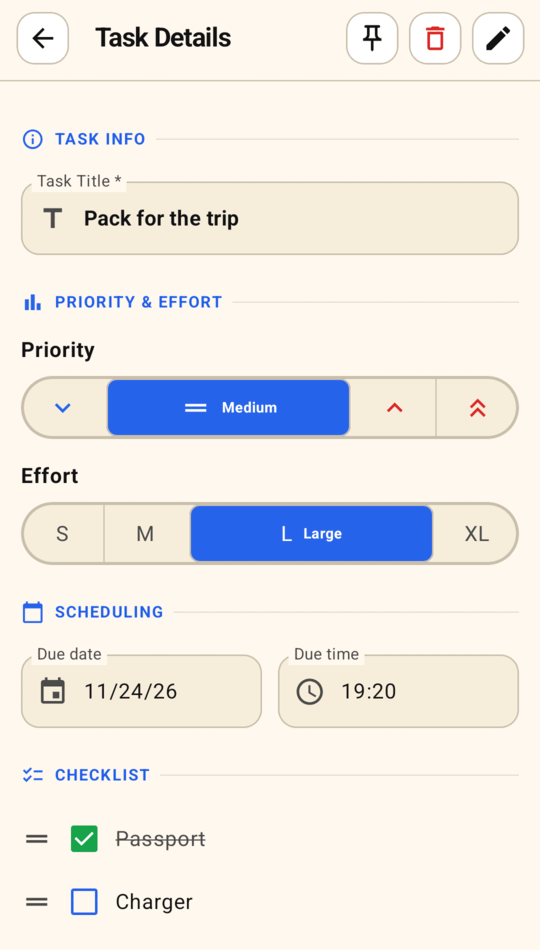 Task Details
TASK INFO
Task Title *
Pack for the trip
PRIORITY & EFFORT
Priority
Medium
Effort
S M L Large XL
SCHEDULING
Due date Due time
11/24/26 19:20
CHECKLIST
Passport
Charger